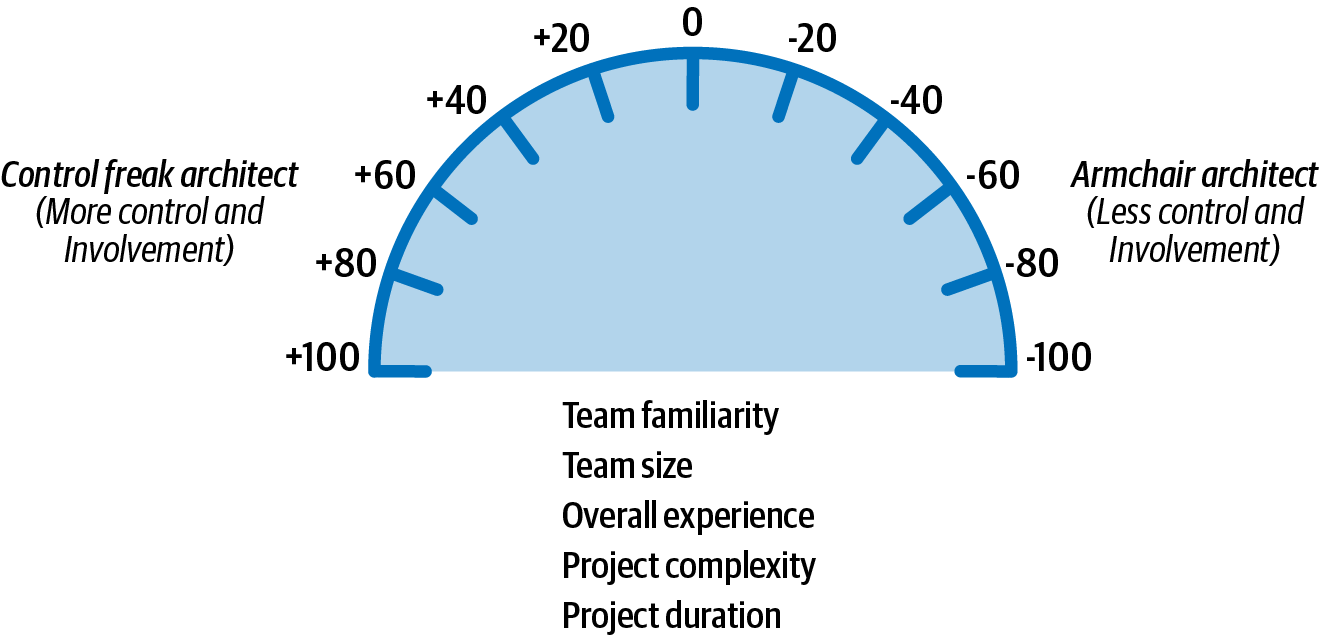 0
+20
-20
+40
-40
Control freak architect
(More control and
Involvement)
+60
-60
Armchair architect
(Less control and
Involvement)
+80
-80
+100
-100
Team familiarity
Team size
Overall experience
Project complexity
Project duration